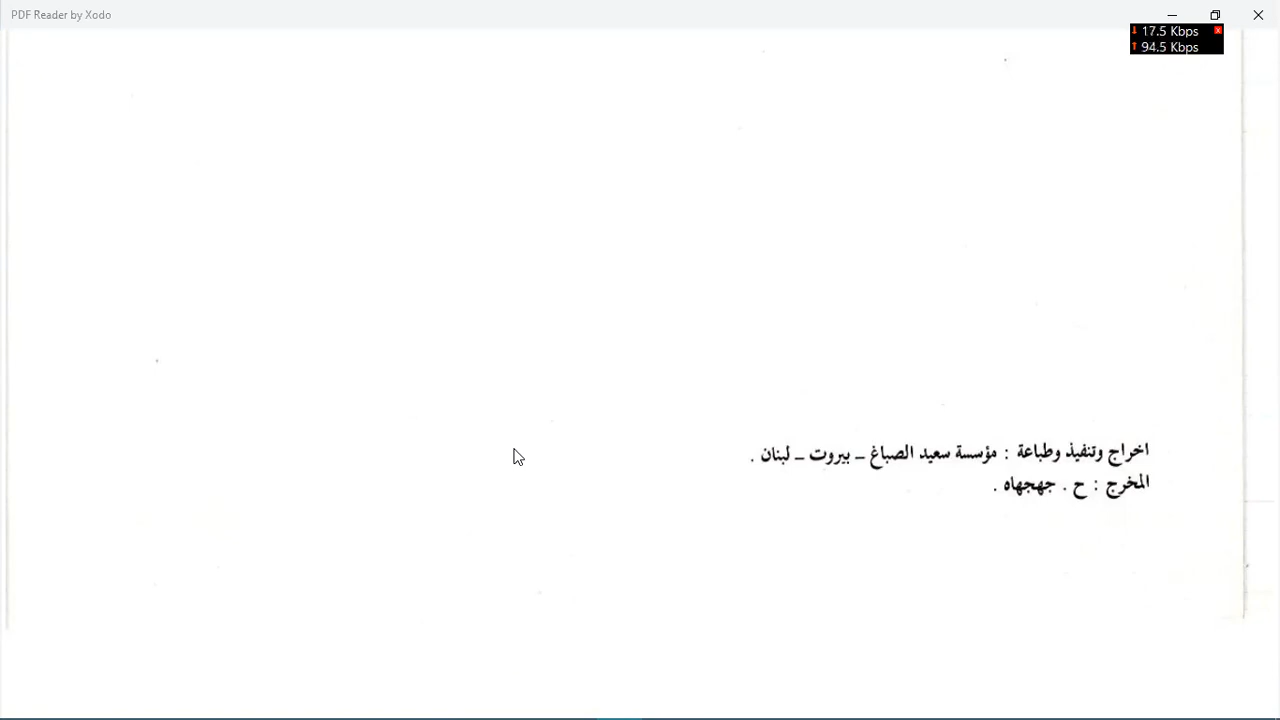 PDF Reader by Xodo
17.5 Kbps
94.5 Kbps
اخراج وتنفيذ وطباعة : مؤسسة سعيد الصباغ – بيروت – لبنان .
المخرج : ح . جهجهاه .